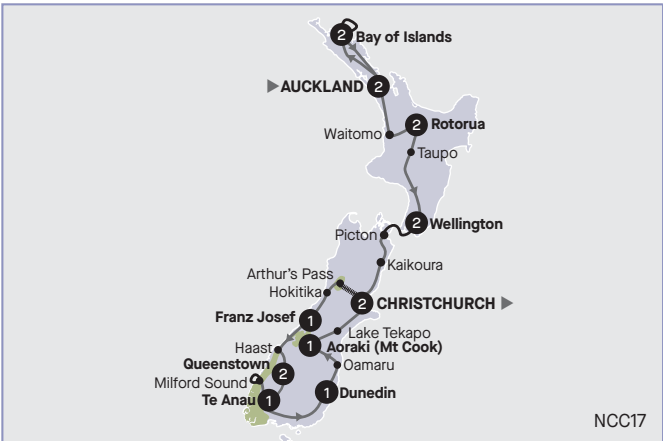 2 Bay of Islands
▶ AUCKLAND 2
2 Rotorua
Waitomo
Taupo
2 Wellington
Picton
Kaikoura
Arthur's Pass
Hokitika
2 CHRISTCHURCH ▶
Franz Josef 1
Lake Tekapo
1 Aoraki (Mt Cook)
Haast
Oamaru
Queenstown 2
Milford Sound
Te Anau 1
1 Dunedin
NCC17